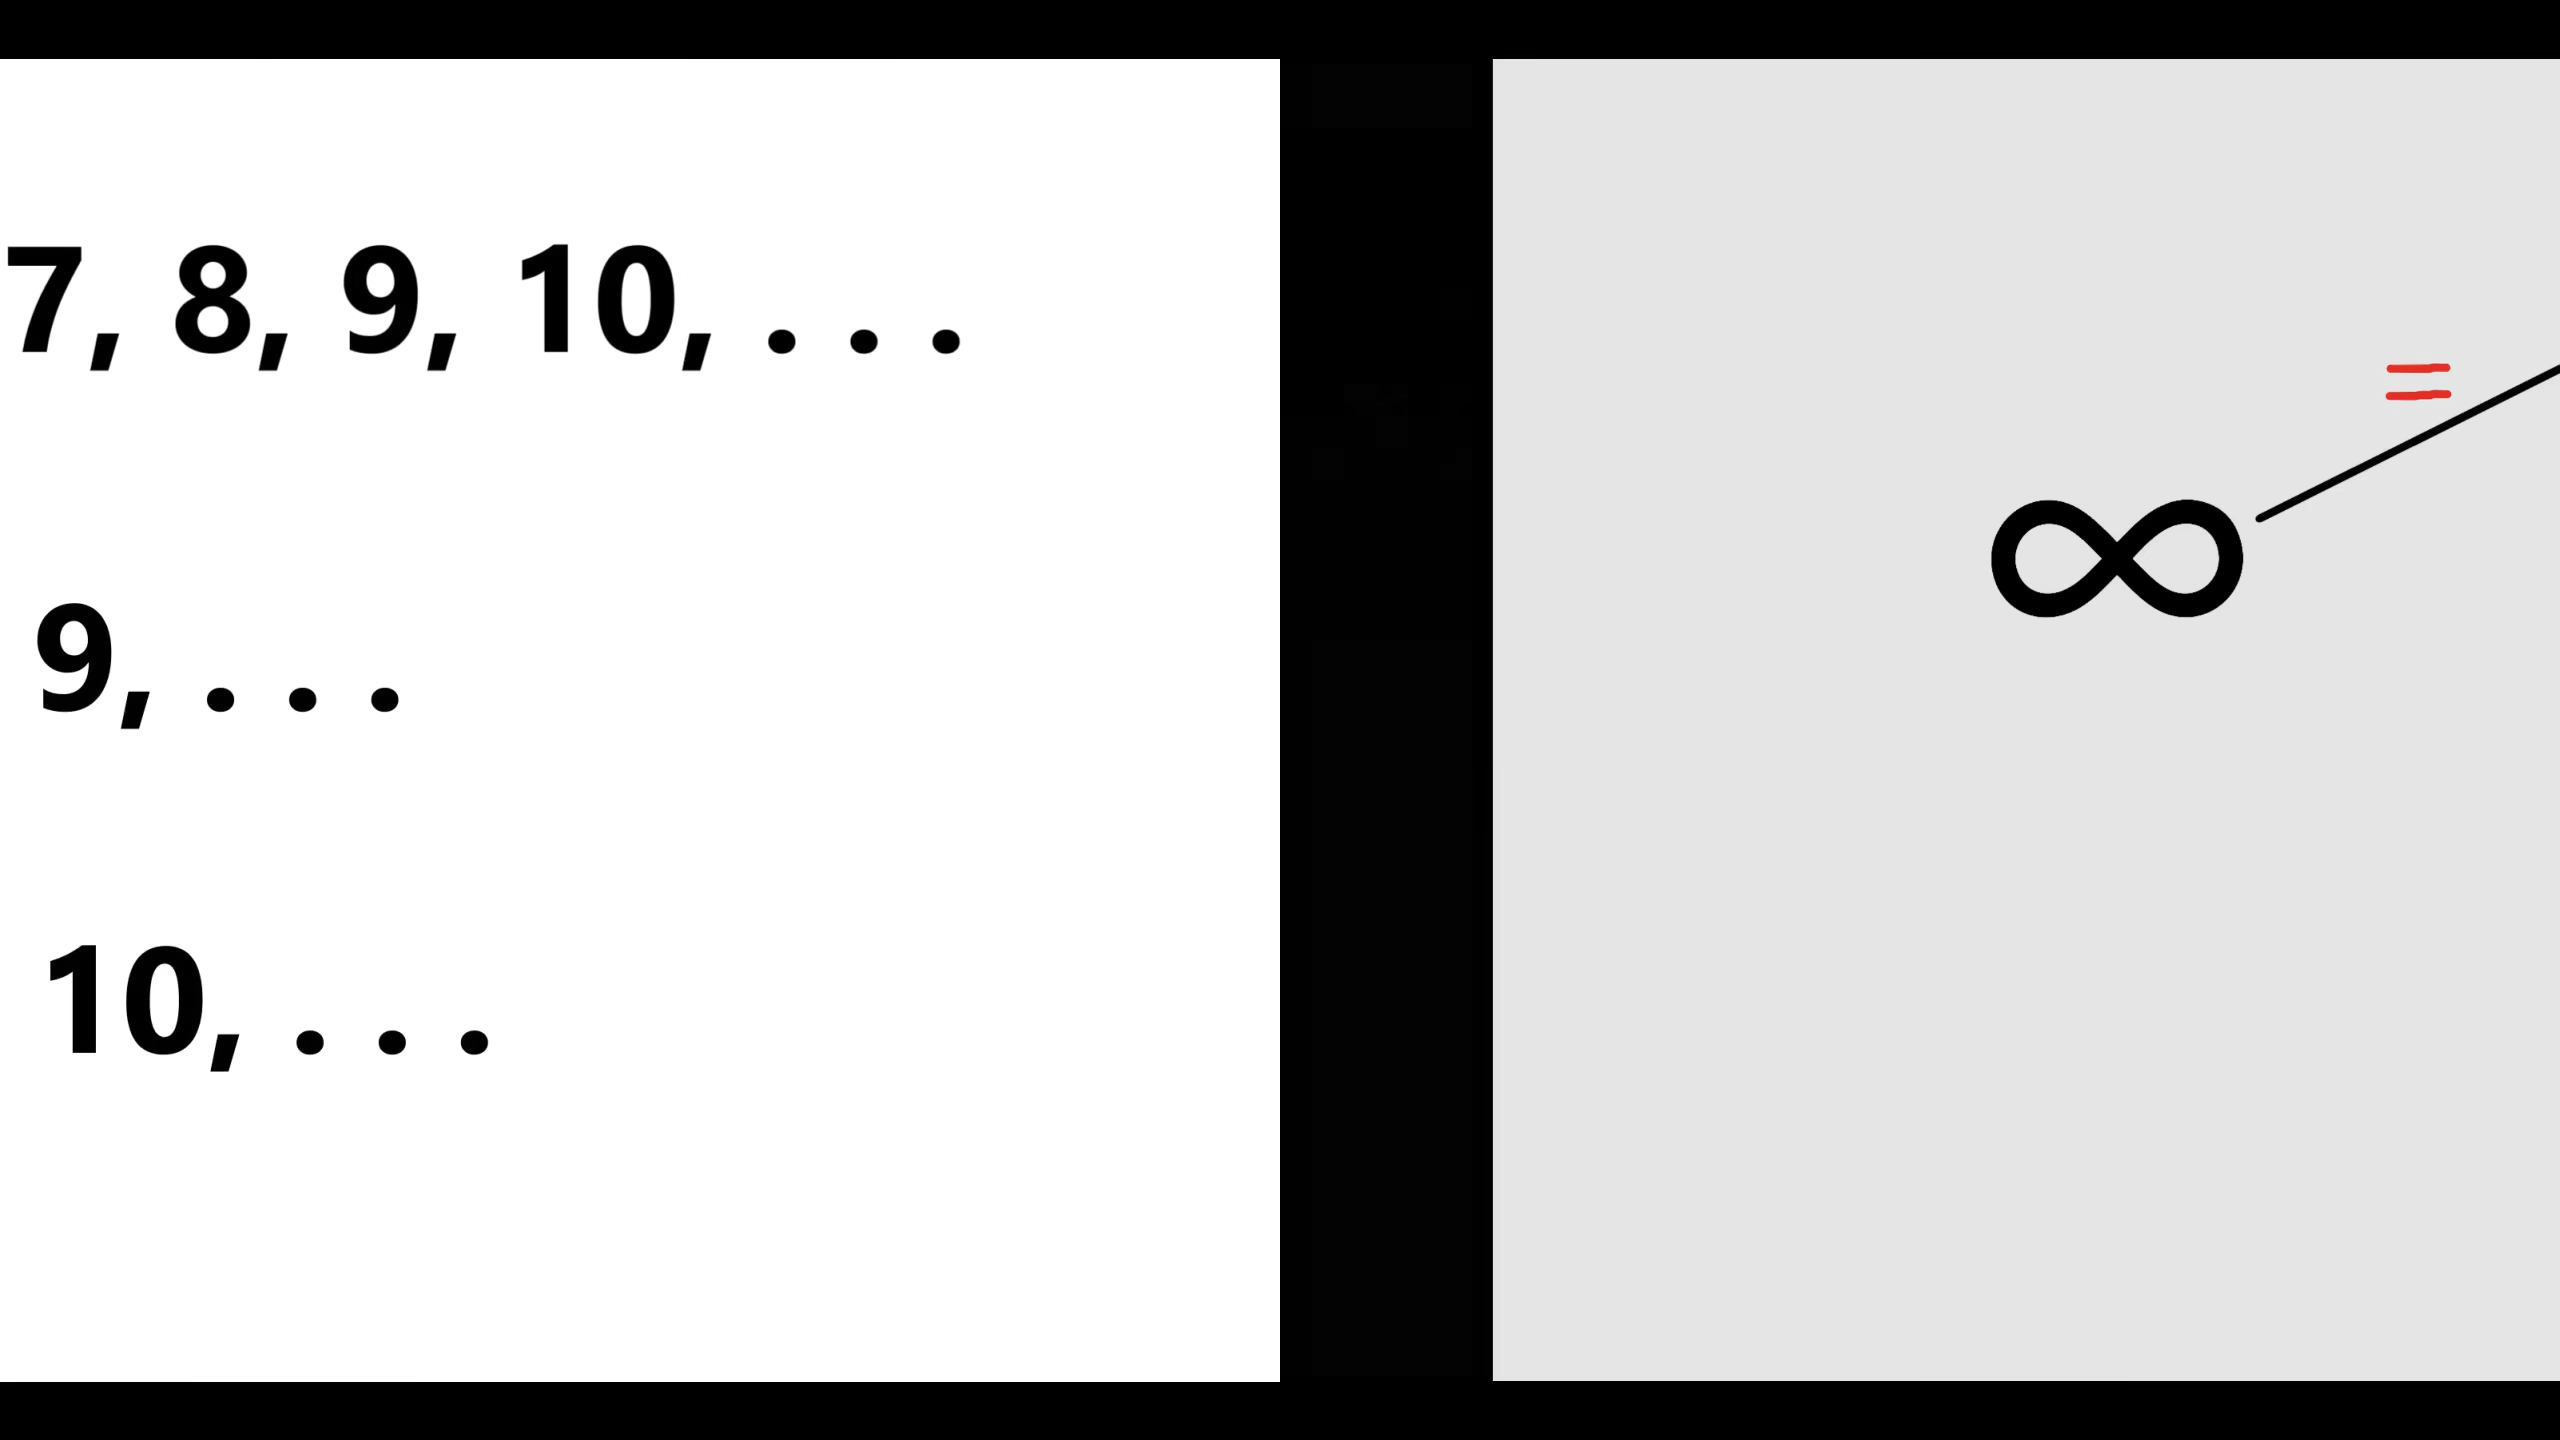 7, 8, 9, 10, . . .
9, . . .
10, . . .
=
∞